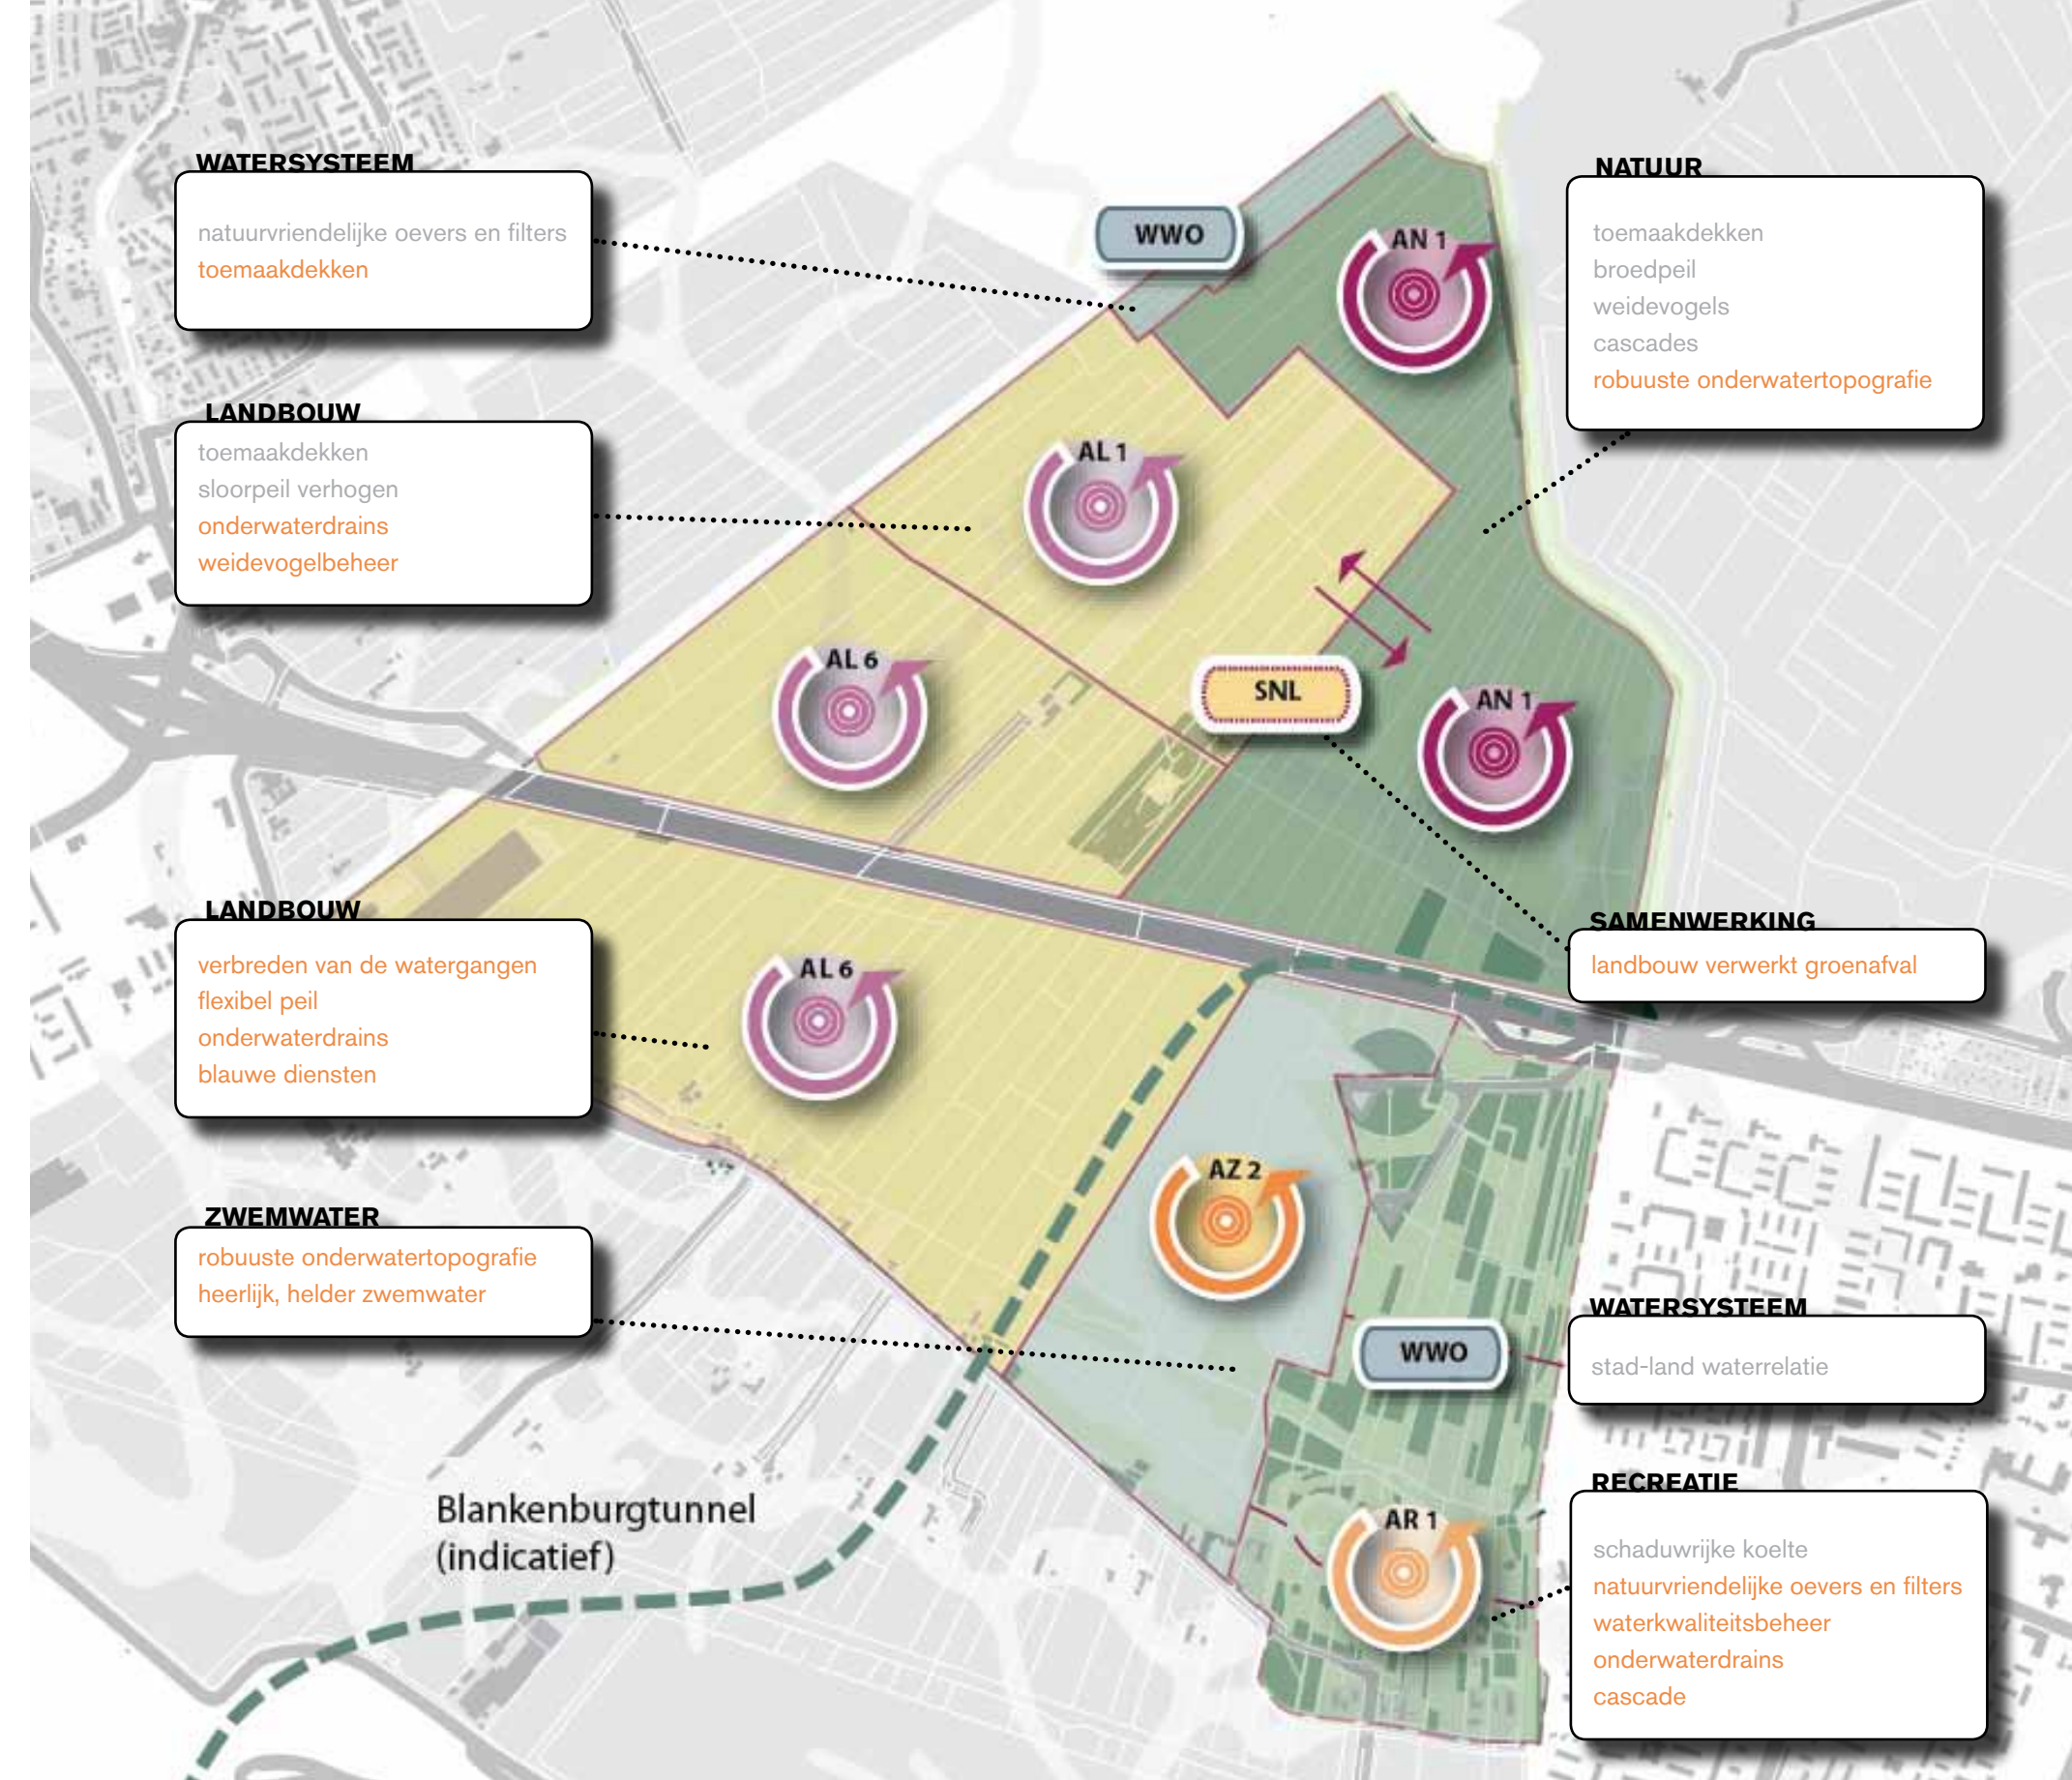 WATERSYSTEEM
natuurvriendelijke oevers en filters
toemaakdekken
LANDBOUW
toemaakdekken
sloorpeil verhogen
onderwaterdrains
weidevogelbeheer
LANDBOUW
verbreden van de watergangen
flexibel peil
onderwaterdrains
blauwe diensten
ZWEMWATER
robuuste onderwatertopografie
heerlijk, helder zwemwater
Blankenburgtunnel
(indicatief)
WWO
AN 1
AL 1
AL 6
SNL
AN 1
AL 6
AZ 2
WWO
AR 1
NATUUR
toemaakdekken
broedpeil
weidevogels
cascades
robuuste onderwatertopografie
SAMENWERKING
landbouw verwerkt groenafval
WATERSYSTEEM
stad-land waterrelatie
RECREATIE
schaduwrijke koelte
natuurvriendelijke oevers en filters
waterkwaliteitsbeheer
onderwaterdrains
cascade